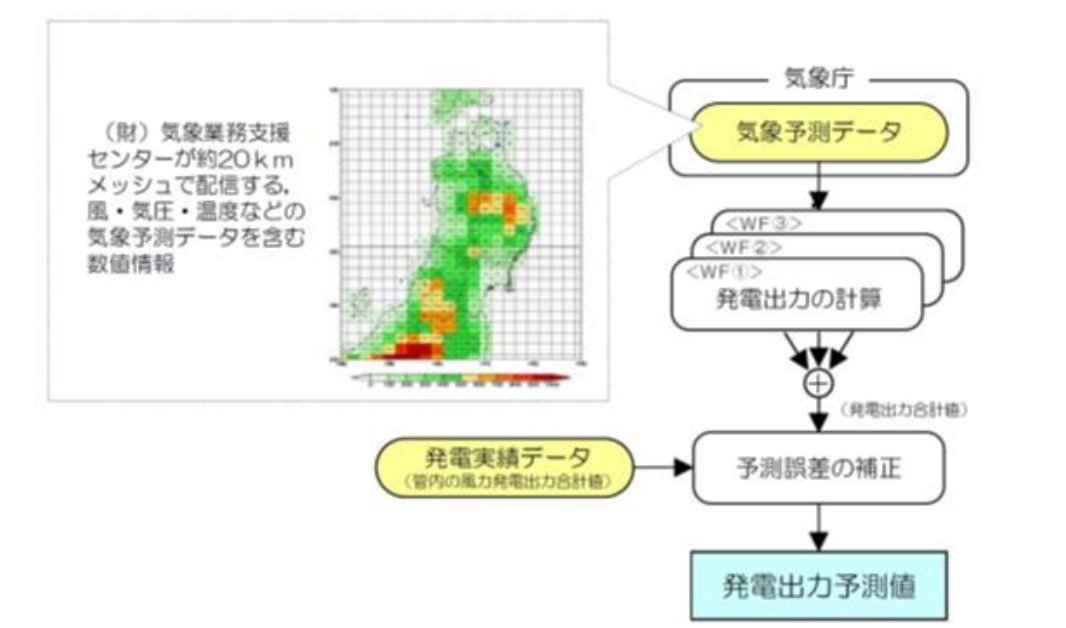 気象庁
気象予測データ
（財）気象業務支援
センターが約20km
メッシュで配信する，
風・気圧・温度などの
気象予測データを含む
数値情報
<WF③>
<WF②>
<WF①>
発電出力の計算
（発電出力合計値）
発電実績データ
（管内の風力発電出力合計値）
予測誤差の補正
発電出力予測値